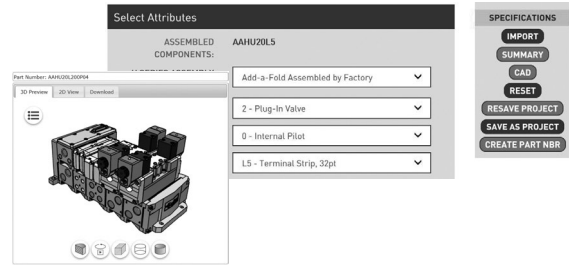 Select Attributes
ASSEMBLED
COMPONENTS:
AAHU20L5
Add-a-Fold Assembled by Factory
2 - Plug-In Valve
0 - Internal Pilot
L5 - Terminal Strip, 32pt
Part Number: AAHU20L200P04
3D Preview
2D View
Download
SPECIFICATIONS
IMPORT
SUMMARY
CAD
RESET
RESAVE PROJECT
SAVE AS PROJECT
CREATE PART NBR